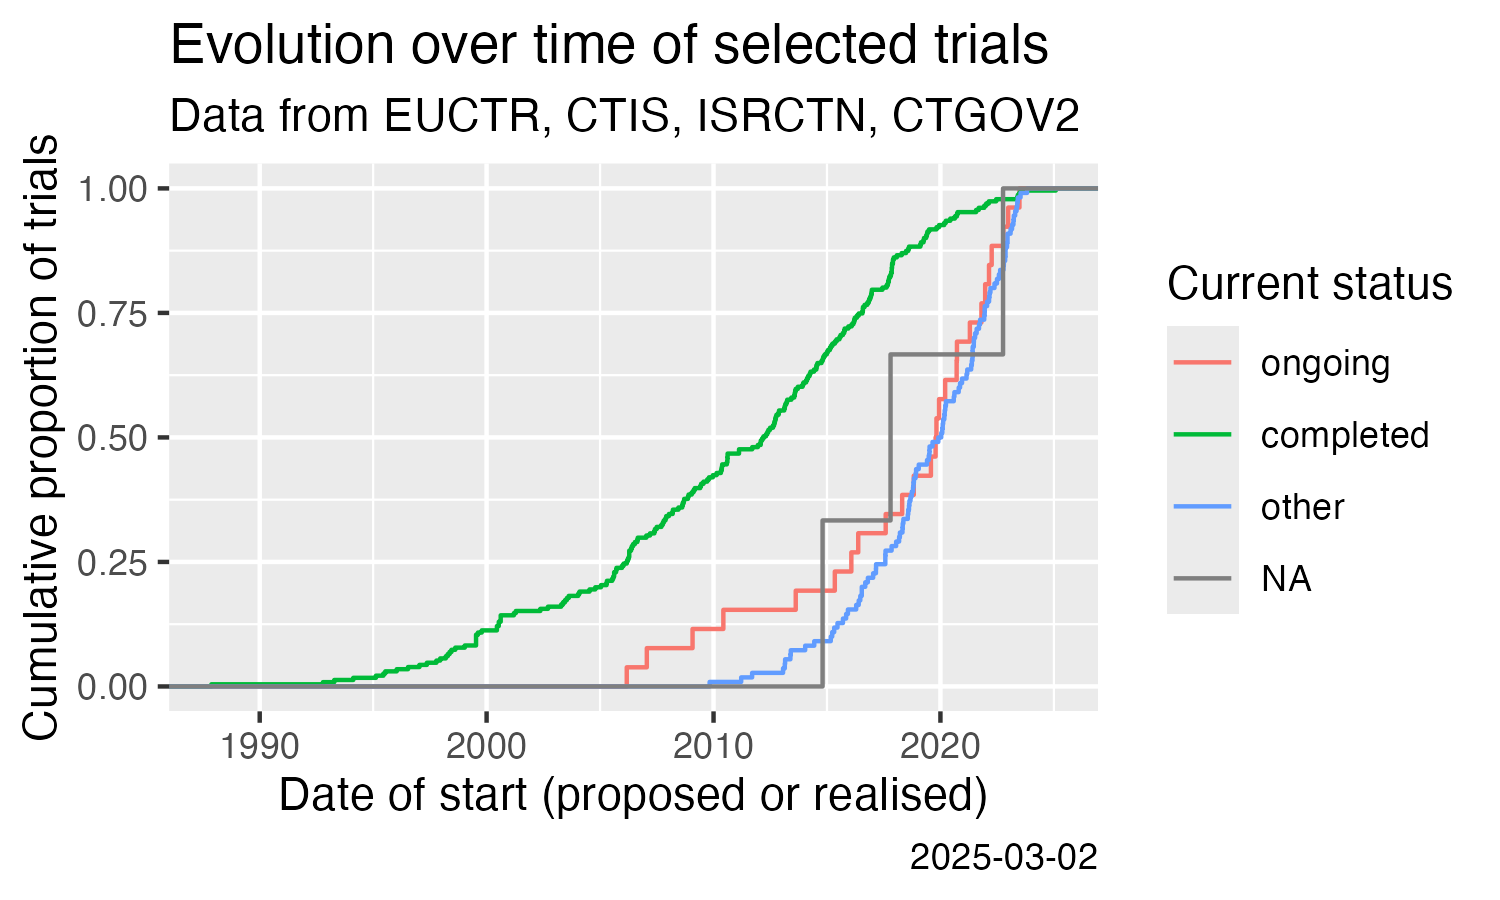 Evolution over time of selected trials
Data from EUCTR, CTIS, ISRCTN, CTGOV2
Cumulative proportion of trials
1.00
0.75
0.50
0.25
0.00
1990 2000 2010 2020
Date of start (proposed or realised)
Current status
ongoing
completed
other
NA
2025-03-02